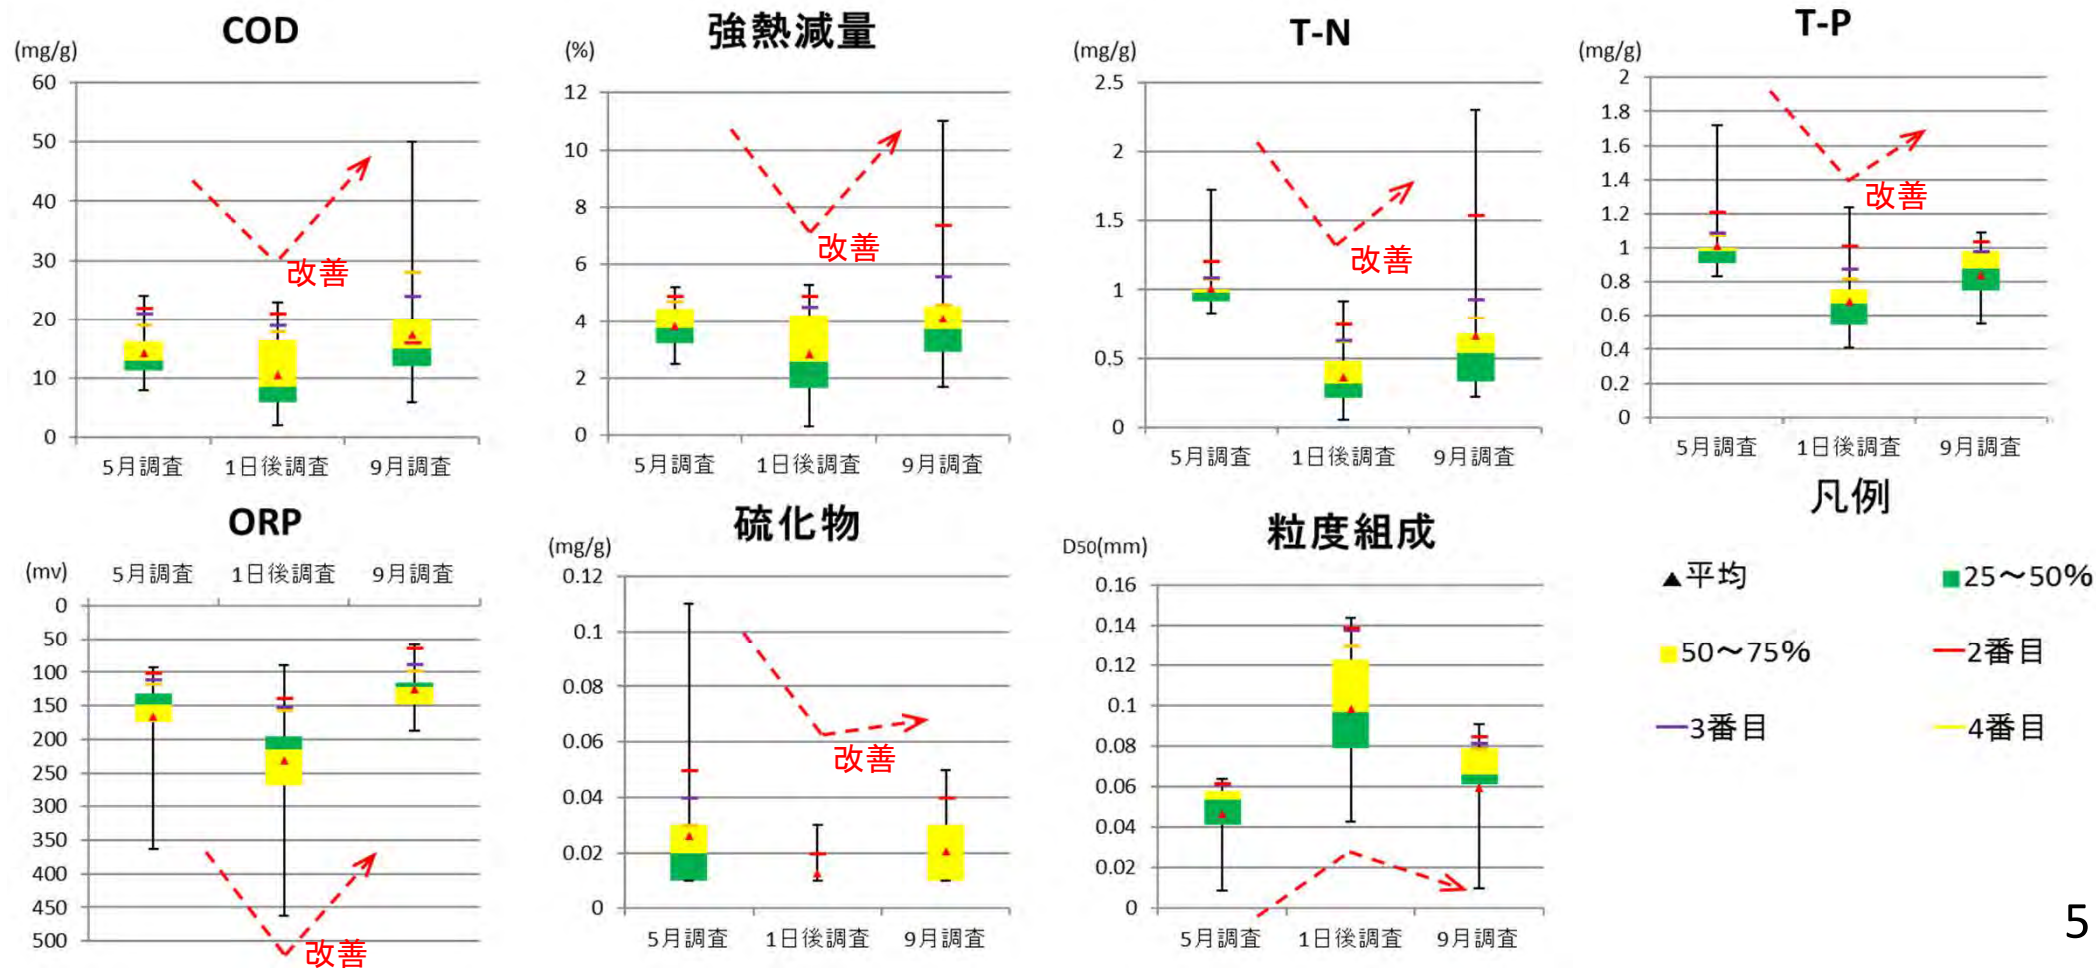 COD
(mg/g)
60
50
40
30
20
10
0
改善
5月調査 1日後調査 9月調査
強熱減量
(%)
12
10
8
6
4
2
0
改善
5月調査 1日後調査 9月調査
T-N
(mg/g)
2.5
2
1.5
1
0.5
0
改善
5月調査 1日後調査 9月調査
T-P
(mg/g)
2
1.8
1.6
1.4
1.2
1
0.8
0.6
0.4
0.2
0
改善
5月調査 1日後調査 9月調査
ORP
(mv) 5月調査 1日後調査 9月調査
0
50
100
150
200
250
300
350
400
450
500
改善
硫化物
(mg/g)
0.12
0.1
0.08
0.06
0.04
0.02
0
改善
5月調査 1日後調査 9月調査
粒度組成
D50(mm)
0.16
0.14
0.12
0.1
0.08
0.06
0.04
0.02
0
5月調査 1日後調査 9月調査
凡例
▲平均 25～50%
50～75% 2番目
3番目 4番目
5